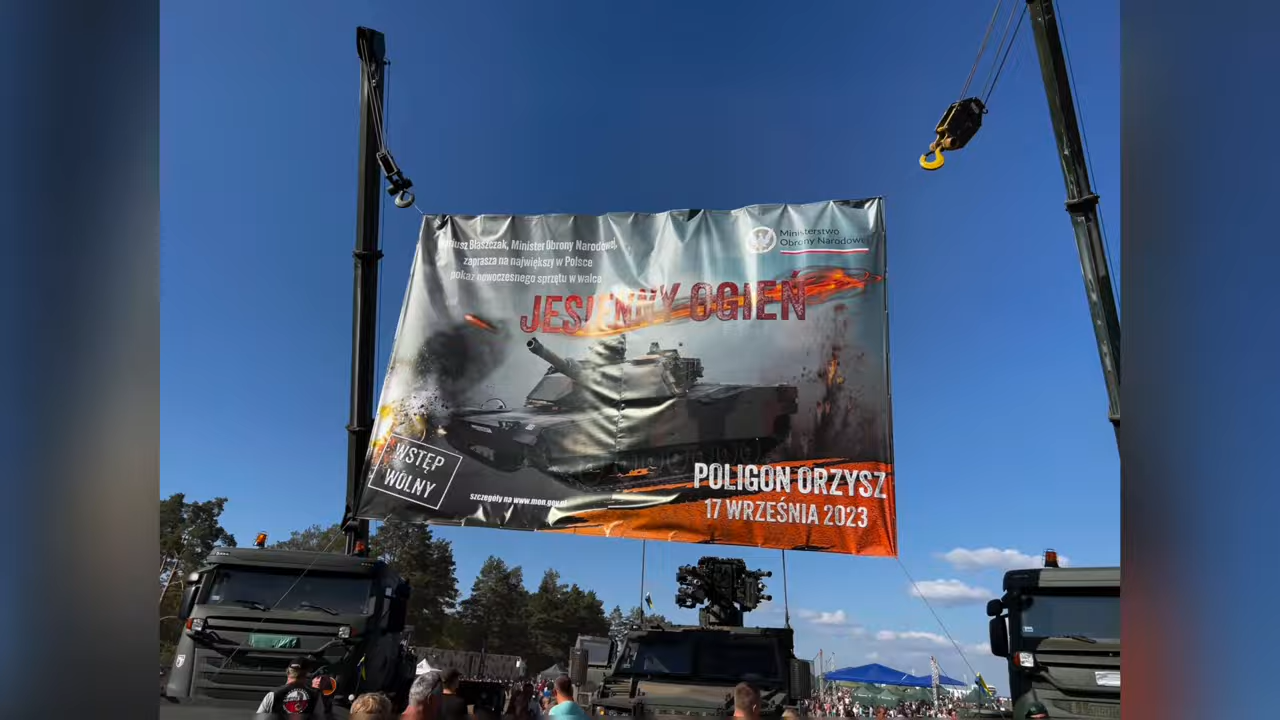 Błaszczak, Minister Obrony Narodowej,
zaprasza na największy w Polsce
pokaz nowoczesnego sprzętu w walce
Ministerstwo
Obrony Narodowej
JESIENNY OGIEŃ
WSTĘP
WOLNY
szczegóły na www.mon.gov.pl
POLIGON ORZYSZ
17 WRZEŚNIA 2023